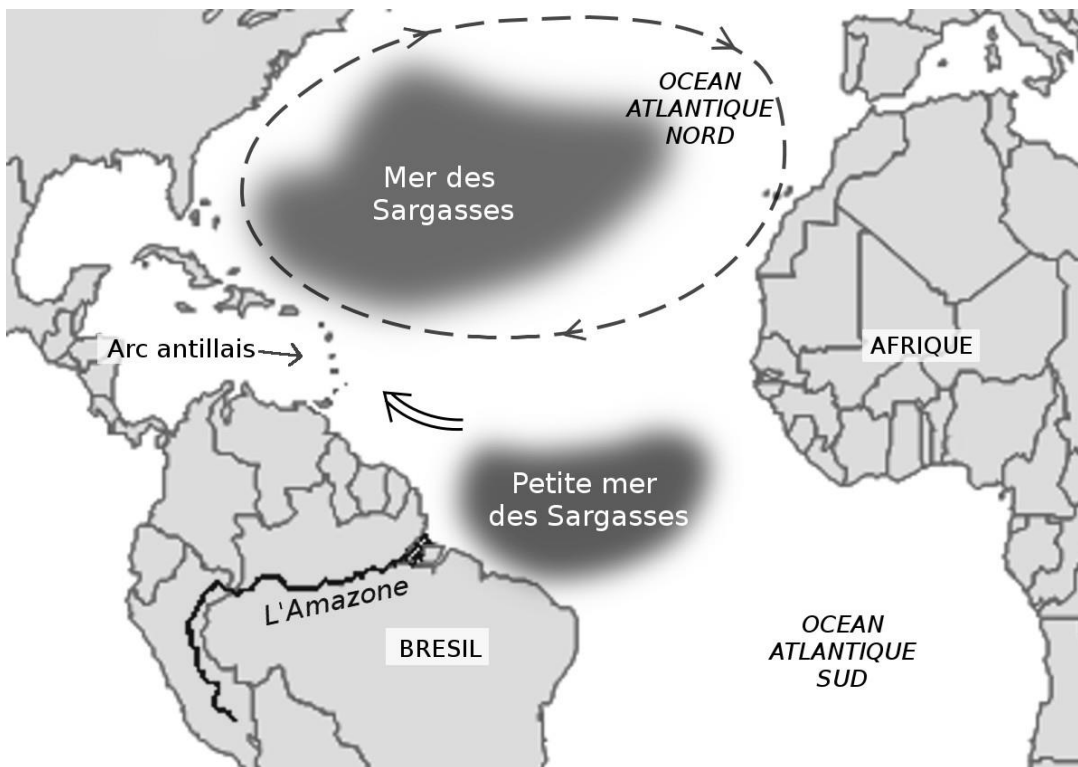 OCEAN
ATLANTIQUE
NORD
Mer des
Sargasses
Arc antillais
AFRIQUE
Petite mer
des Sargasses
L'Amazone
BRESIL
OCEAN
ATLANTIQUE
SUD